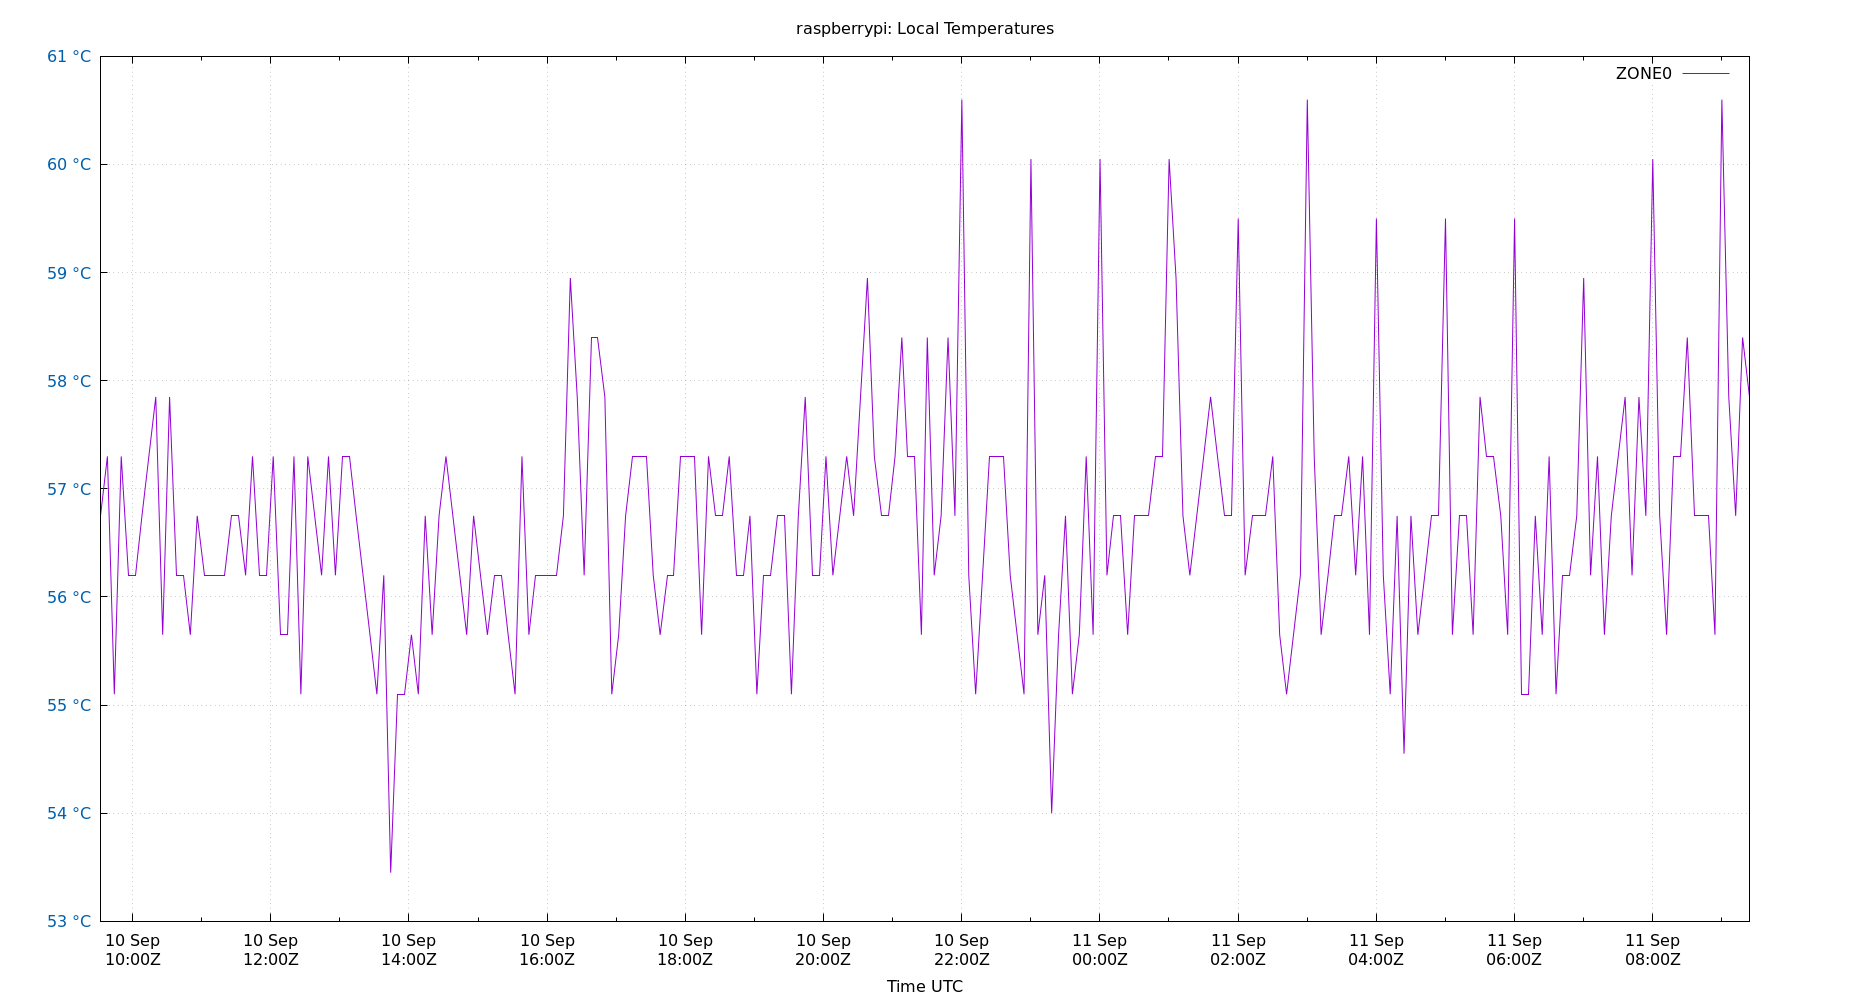 raspberrypi: Local Temperatures
61 °C
ZONE0
60 °C
59 °C
58 °C
57 °C
56 °C
55 °C
54 °C
53 °C
10 Sep 10 Sep 10 Sep 10 Sep 10 Sep 10 Sep 10 Sep 11 Sep 11 Sep 11 Sep 11 Sep 11 Sep
10:00Z 12:00Z 14:00Z 16:00Z 18:00Z 20:00Z 22:00Z 00:00Z 02:00Z 04:00Z 06:00Z 08:00Z
Time UTC